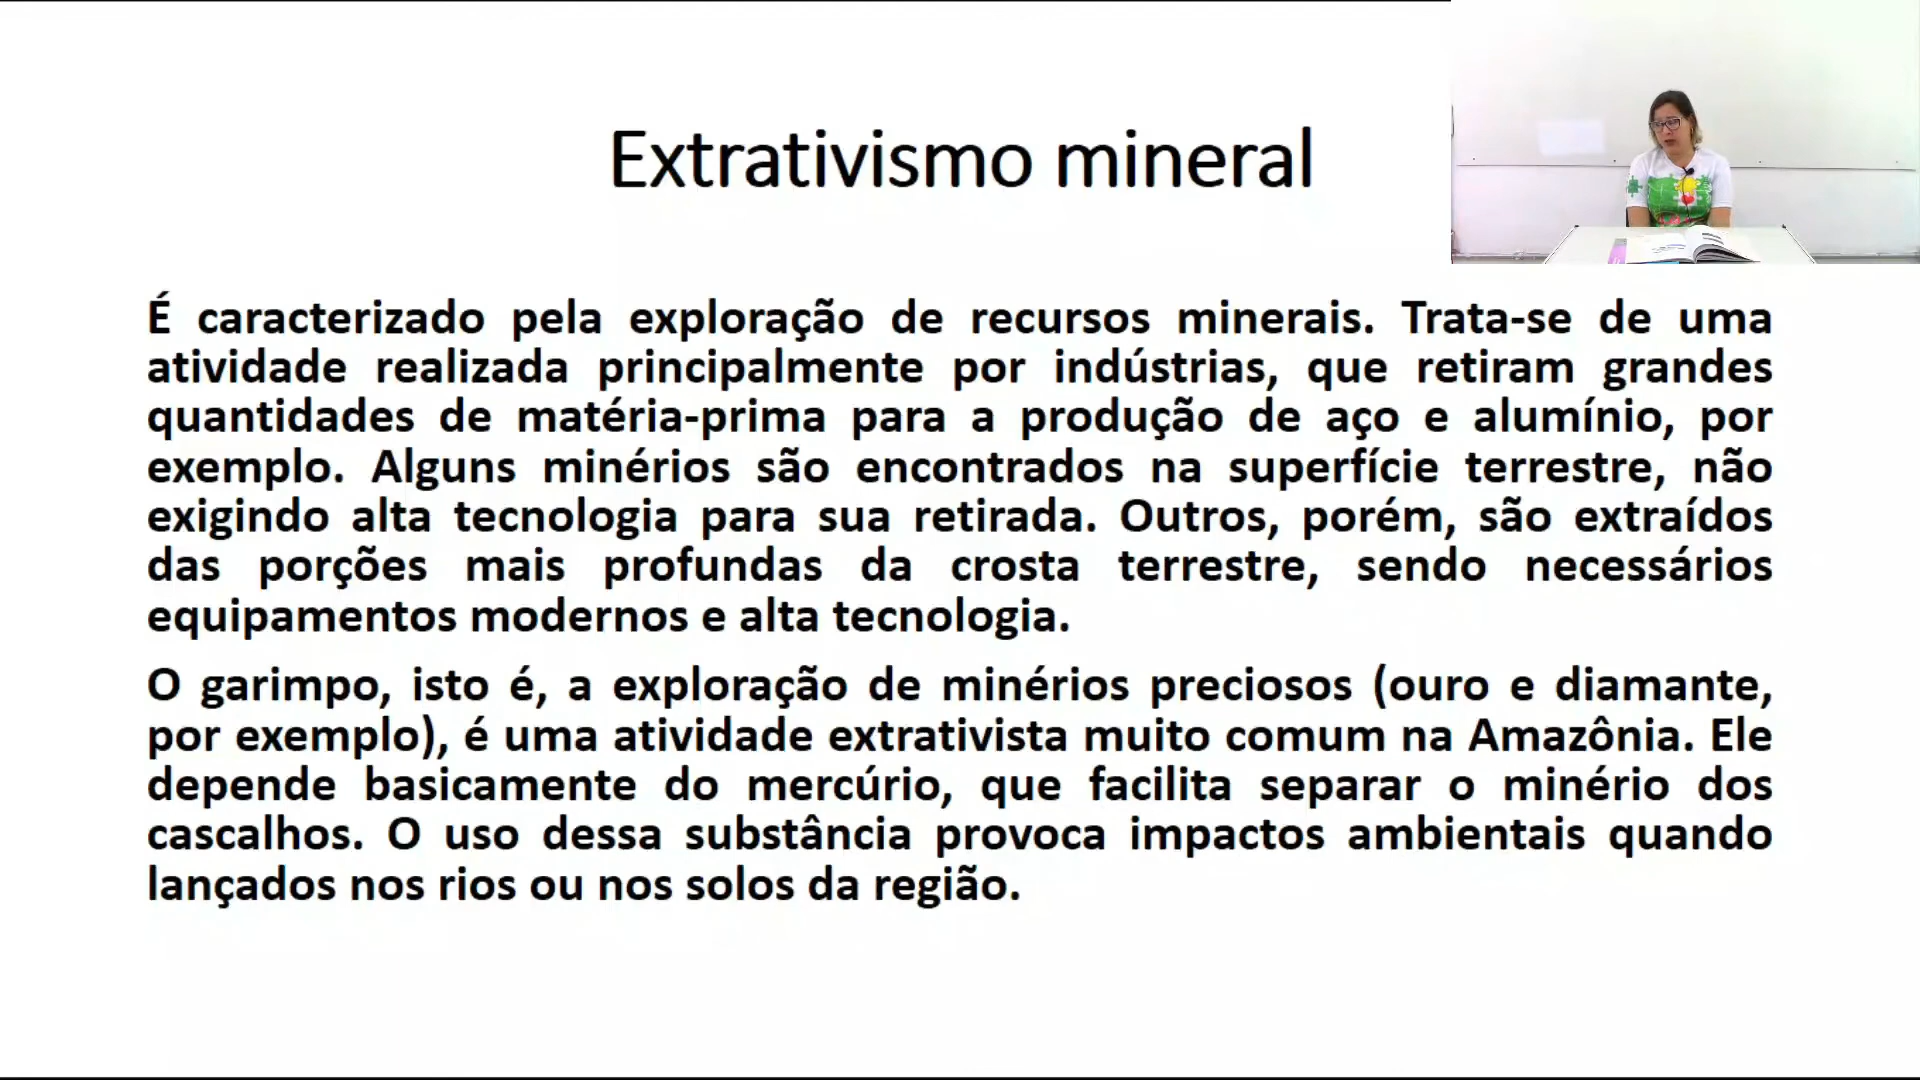 Extrativismo mineral
É caracterizado pela exploração de recursos minerais. Trata-se de uma
atividade realizada principalmente por indústrias, que retiram grandes
quantidades de matéria-prima para a produção de aço e alumínio, por
exemplo. Alguns minérios são encontrados na superfície terrestre, não
exigindo alta tecnologia para sua retirada. Outros, porém, são extraídos
das porções mais profundas da crosta terrestre, sendo necessários
equipamentos modernos e alta tecnologia.
O garimpo, isto é, a exploração de minérios preciosos (ouro e diamante,
por exemplo), é uma atividade extrativista muito comum na Amazônia. Ele
depende basicamente do mercúrio, que facilita separar o minério dos
cascalhos. O uso dessa substância provoca impactos ambientais quando
lançados nos rios ou nos solos da região.